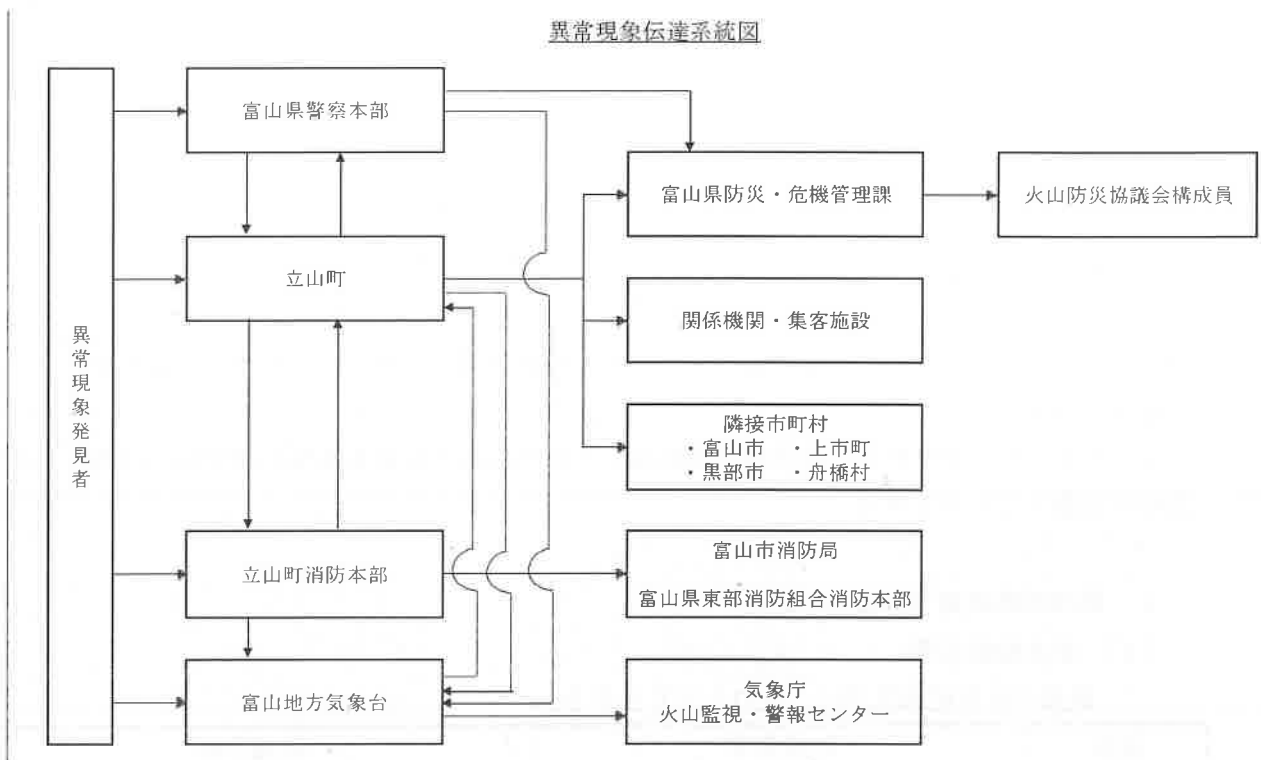 異常現象伝達系統図
異常現象発見者
富山県警察本部
立山町
立山町消防本部
富山地方気象台
富山県防災・危機管理課
火山防災協議会構成員
関係機関・集客施設
隣接市町村
・富山市 ・上市町
・黒部市 ・舟橋村
富山市消防局
富山県東部消防組合消防本部
気象庁
火山監視・警報センター